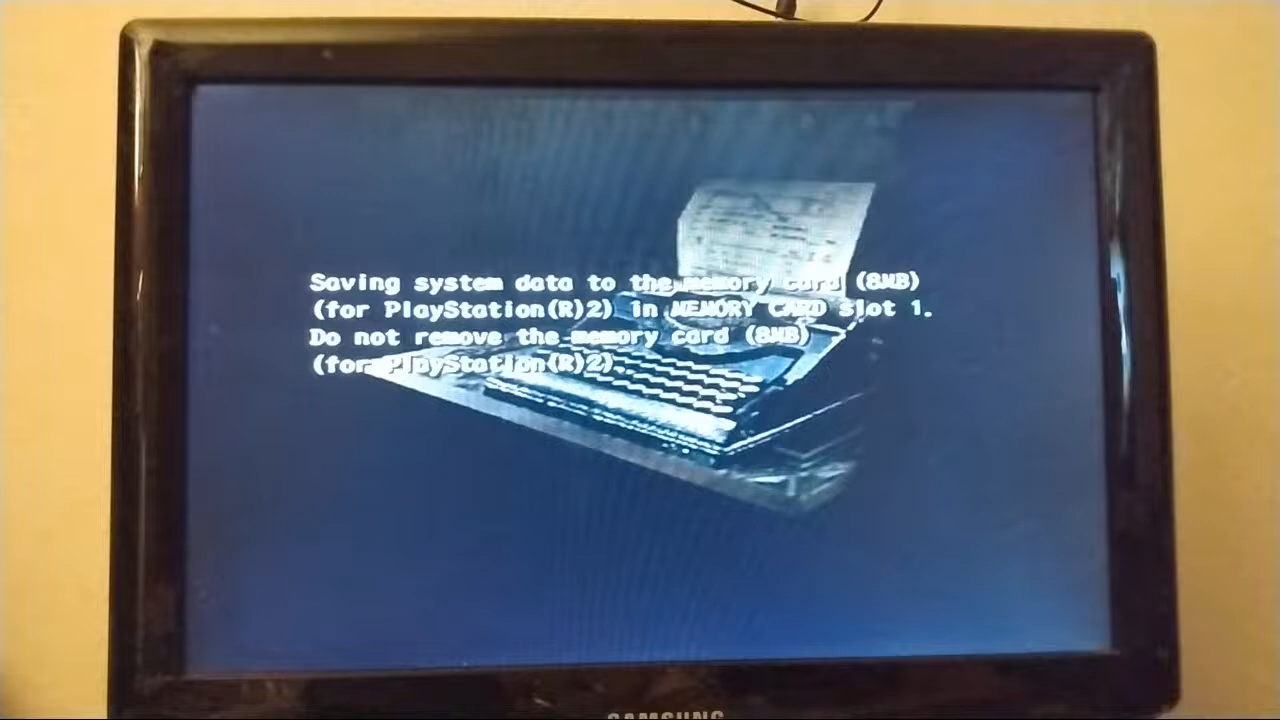 Saving system data to the memory card (8MB)
(for PlayStation(R)2) in MEMORY CARD slot 1.
Do not remove the memory card (8MB)
(for PlayStation(R)2).
SAMSUNG